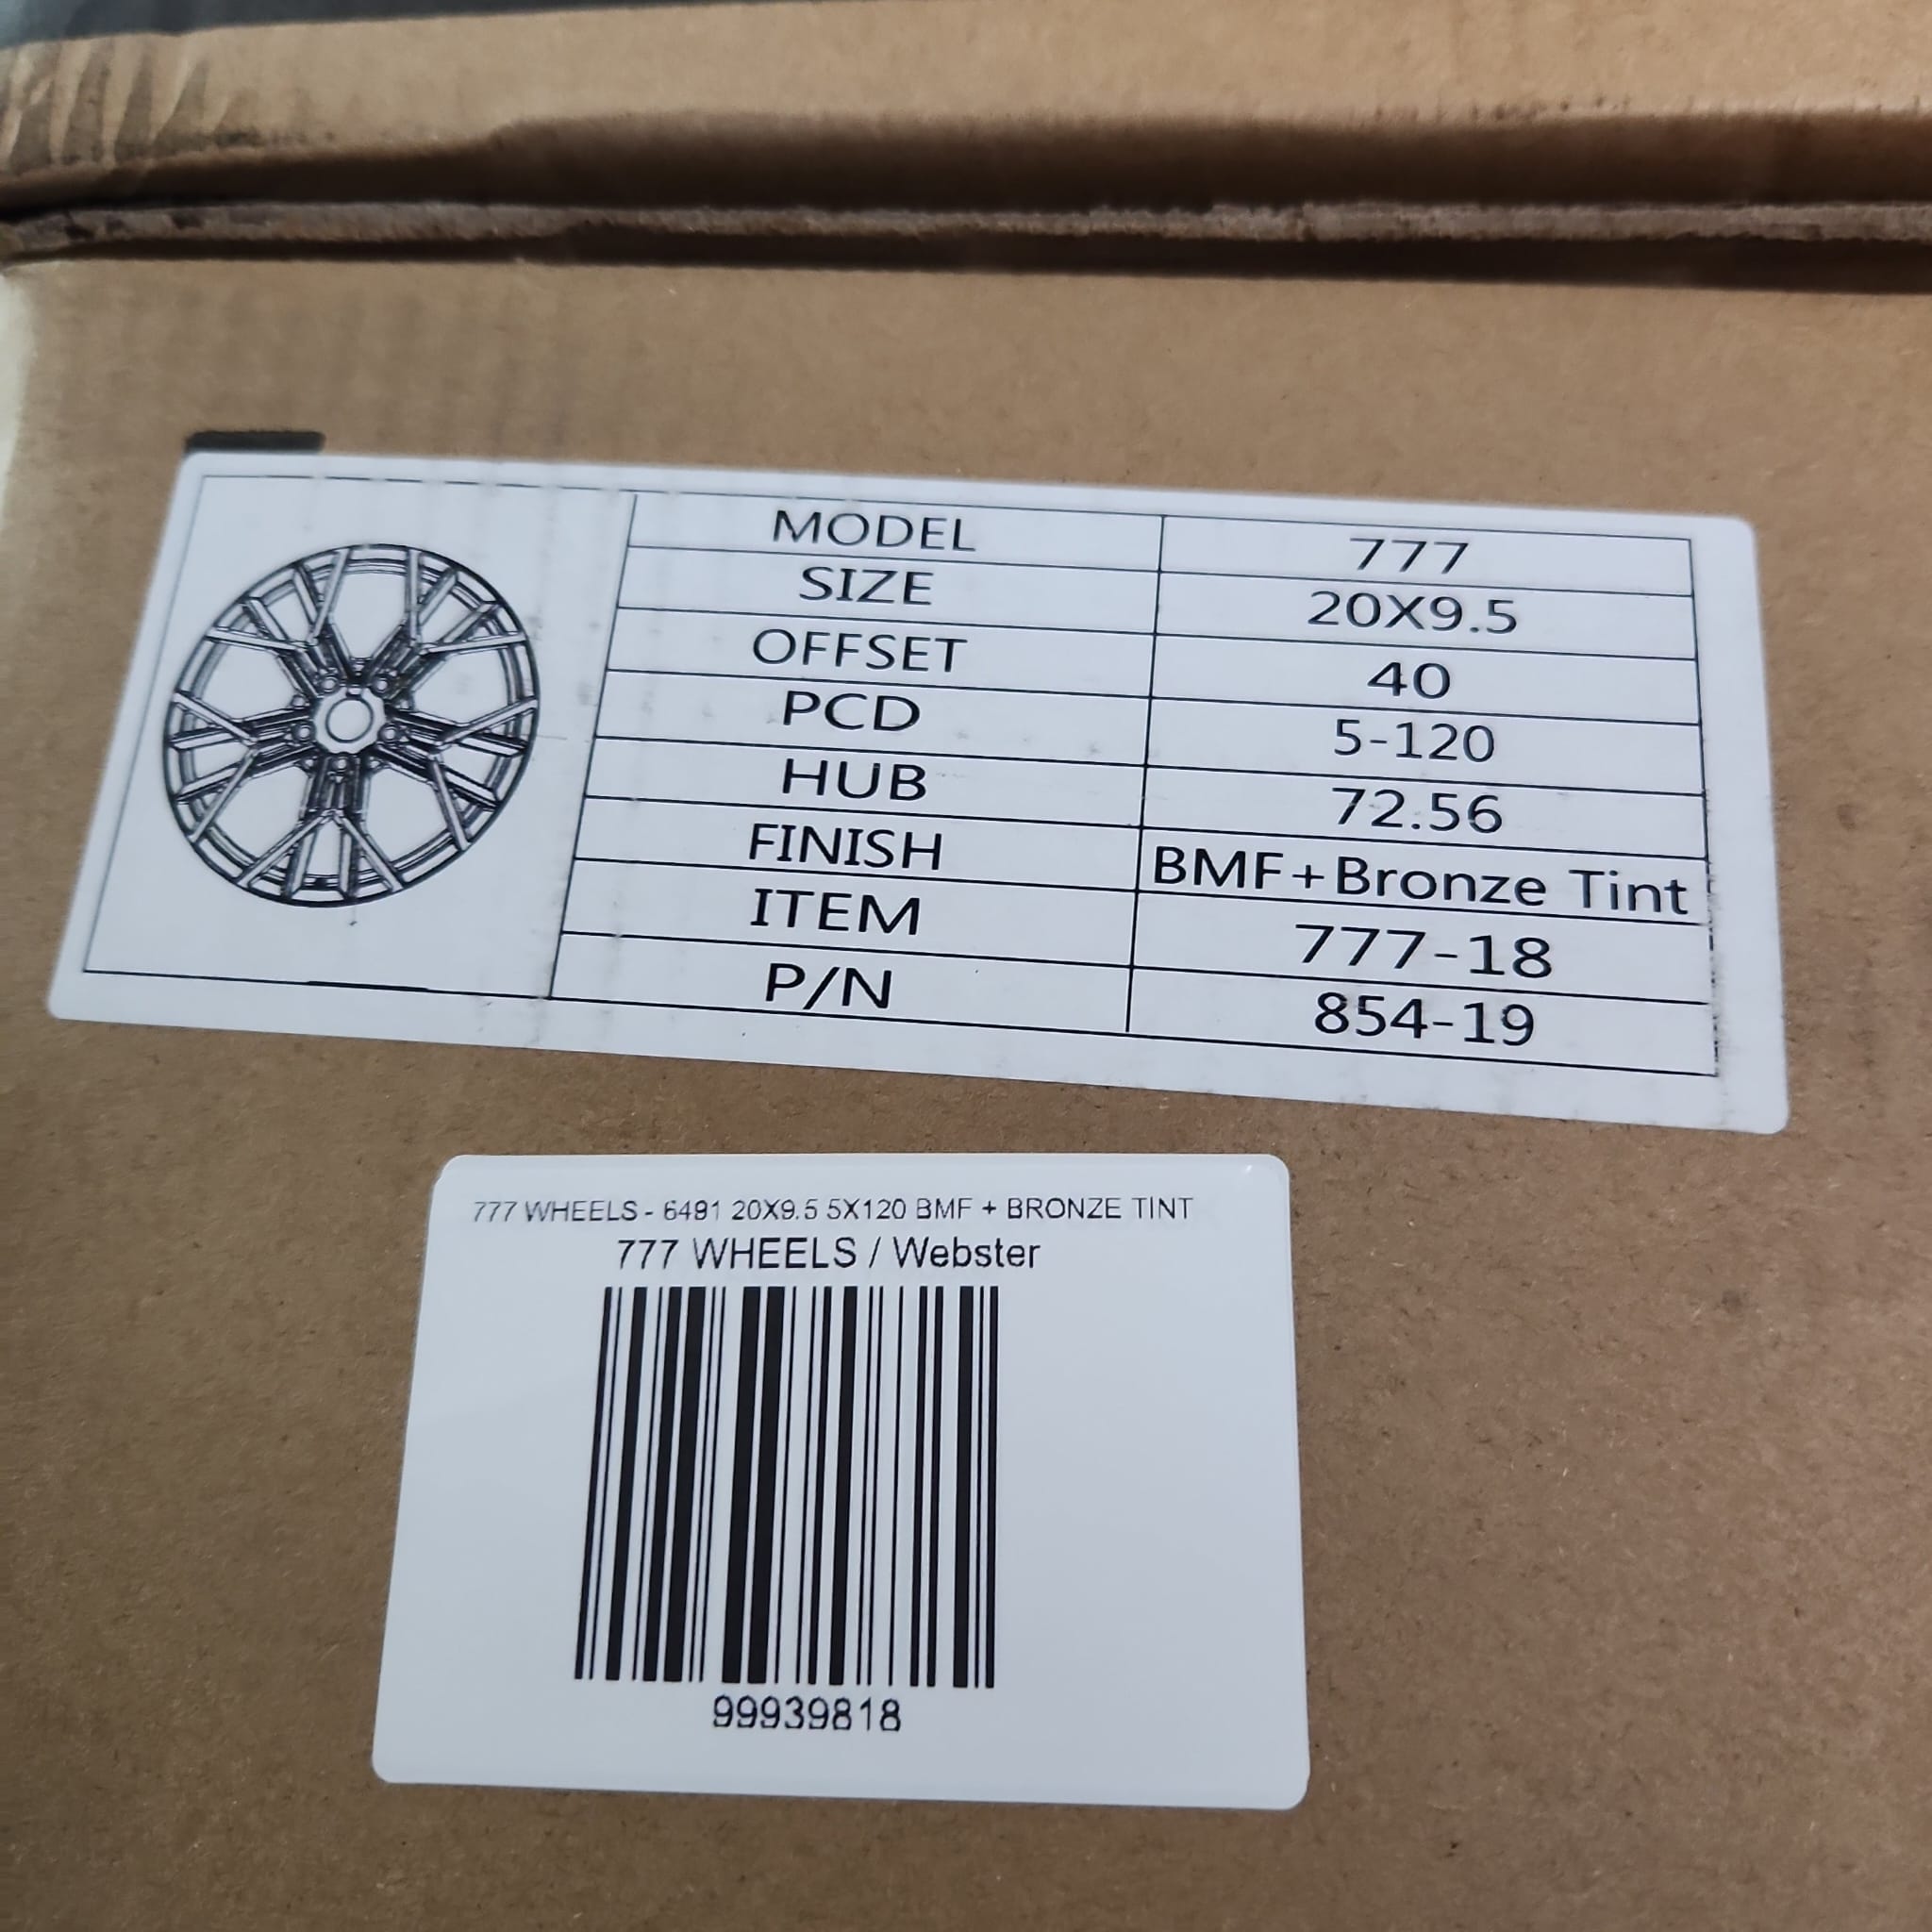 MODEL 777
SIZE 20X9.5
OFFSET 40
PCD 5-120
HUB 72.56
FINISH BMF+Bronze Tint
ITEM 777-18
P/N 854-19
777 WHEELS - 6491 20X9.5 5X120 BMF + BRONZE TINT
777 WHEELS / Webster
99939818